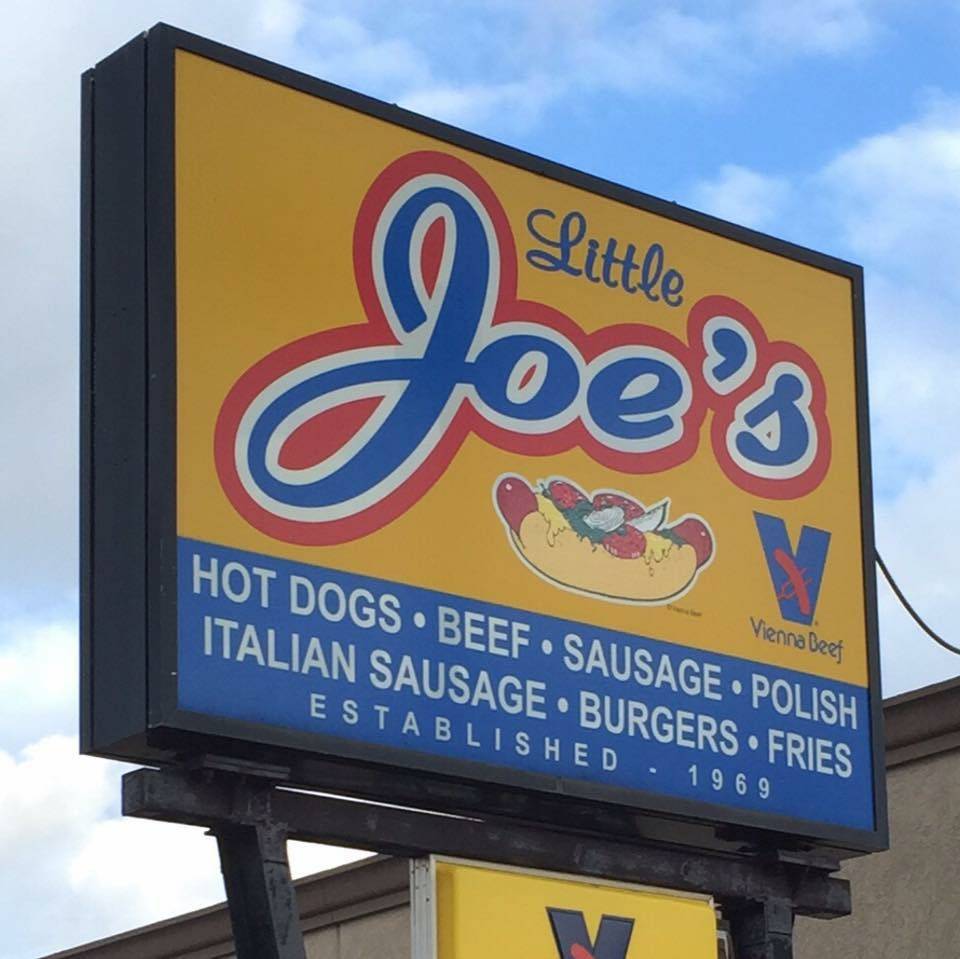 Little
Joe's
V
Vienna Beef
HOT DOGS • BEEF • SAUSAGE • POLISH
ITALIAN SAUSAGE • BURGERS • FRIES
ESTABLISHED - 1969
V